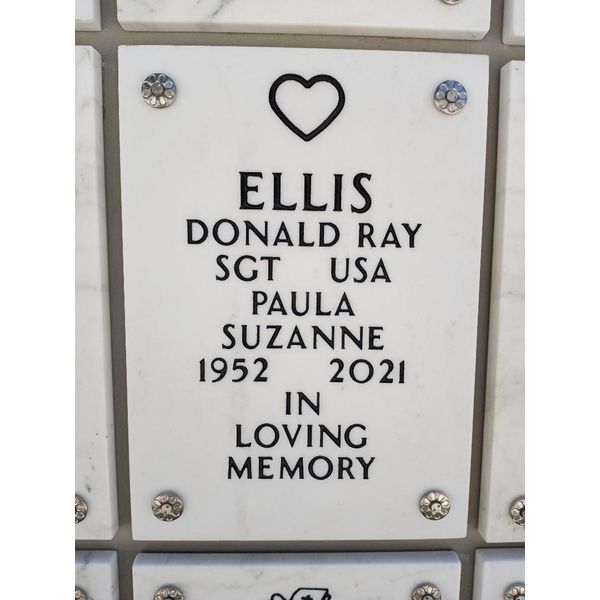 ELLIS
DONALD RAY
SGT USA
PAULA
SUZANNE
1952 2021
IN
LOVING
MEMORY